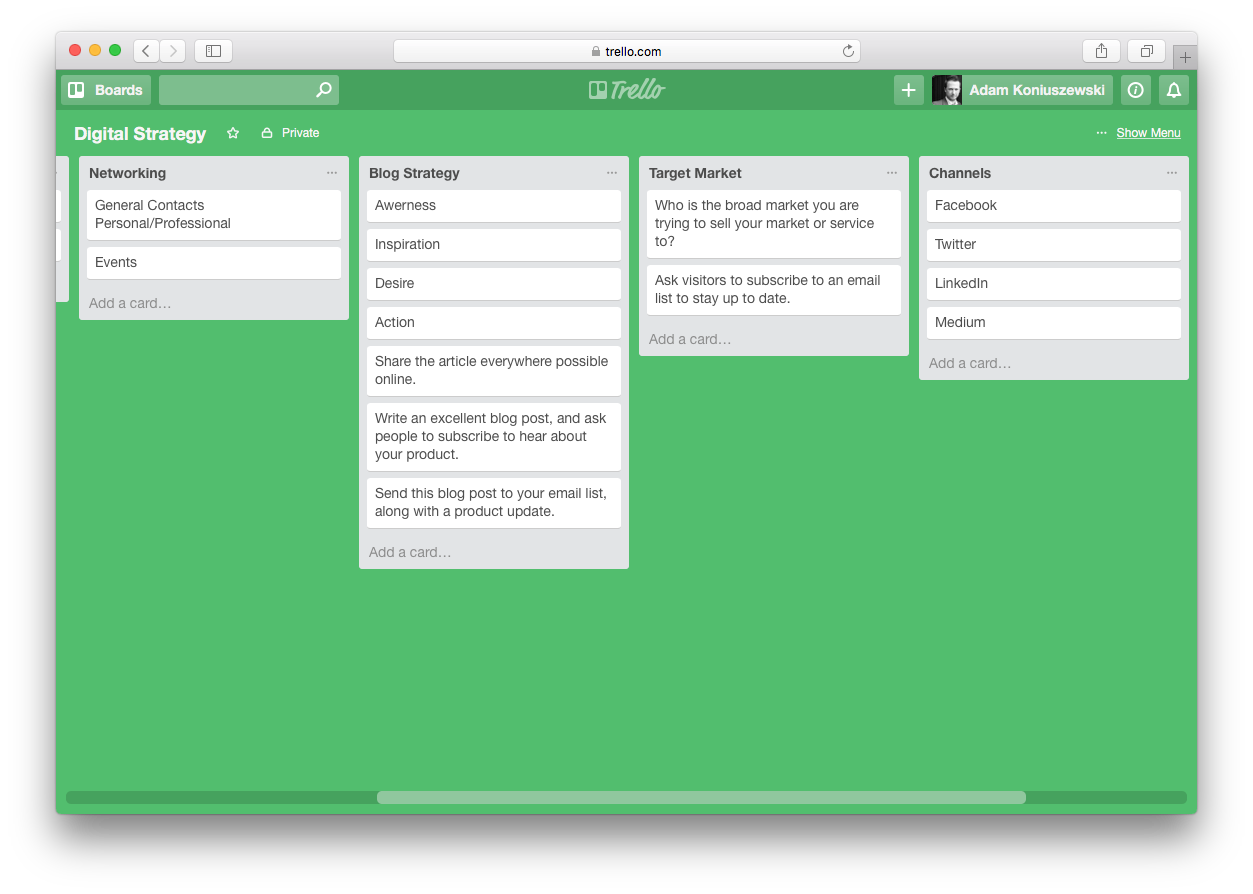 trello.com
Boards
Trello
Adam Koniuszewski
Digital Strategy
Private
... Show Menu
Networking
General Contacts
Personal/Professional
Events
Add a card…
Blog Strategy
Awerness
Inspiration
Desire
Action
Share the article everywhere possible
online.
Write an excellent blog post, and ask
people to subscribe to hear about
your product.
Send this blog post to your email list,
along with a product update.
Add a card…
Target Market
Who is the broad market you are
trying to sell your market or service
to?
Ask visitors to subscribe to an email
list to stay up to date.
Add a card…
Channels
Facebook
Twitter
LinkedIn
Medium
Add a card…